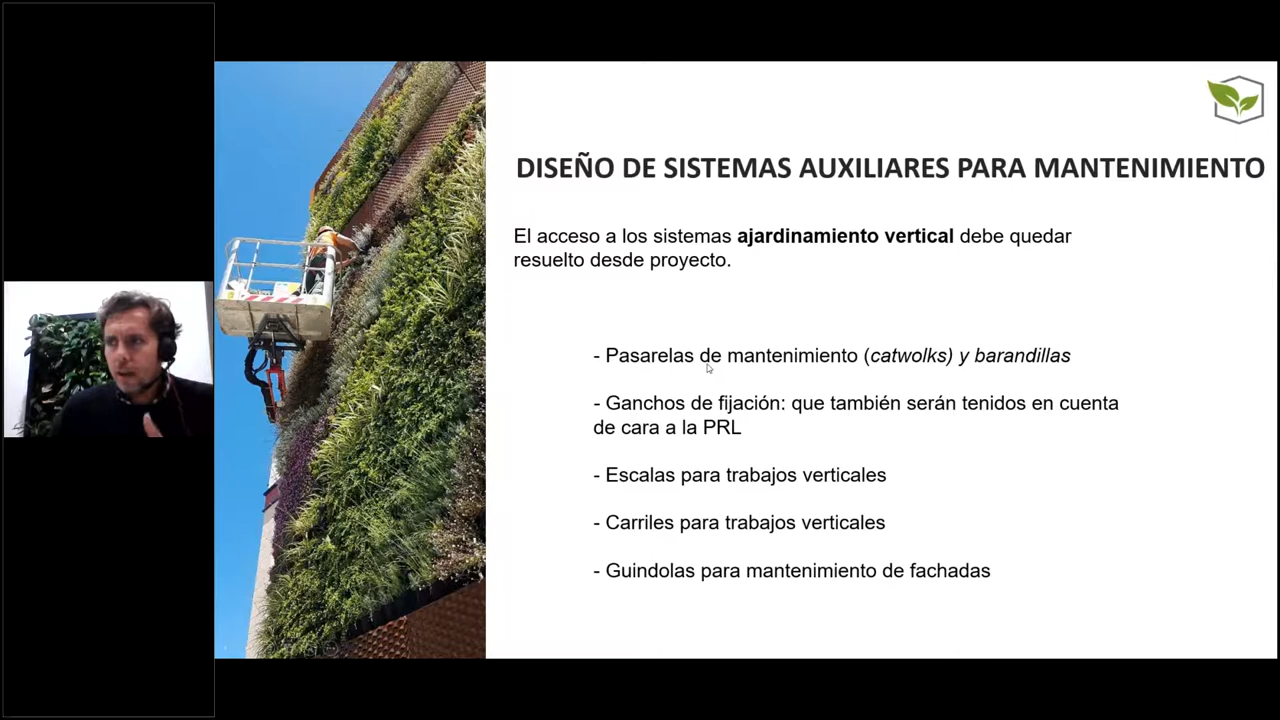 DISEÑO DE SISTEMAS AUXILIARES PARA MANTENIMIENTO
El acceso a los sistemas ajardinamiento vertical debe quedar
resuelto desde proyecto.
- Pasarelas de mantenimiento (catwolks) y barandillas
- Ganchos de fijación: que también serán tenidos en cuenta
de cara a la PRL
- Escalas para trabajos verticales
- Carriles para trabajos verticales
- Guindolas para mantenimiento de fachadas